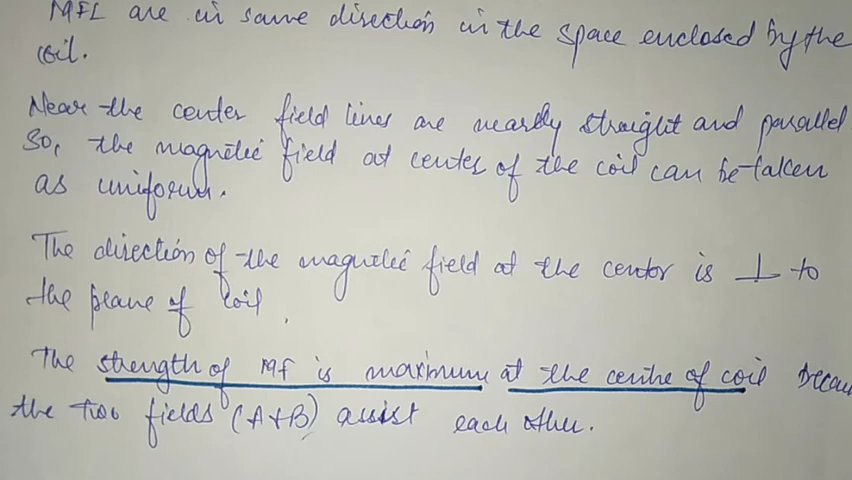 MFL are in same direction in the space enclosed by the
coil.
Near the center field lines are nearly straight and parallel.
So, the magnetic field at center of the coil can be taken
as uniform.
The direction of the magnetic field at the center is ⊥ to
the plane of coil.
The strength of MF is maximum at the centre of coil becau
the two fields (A+B) assist each other.